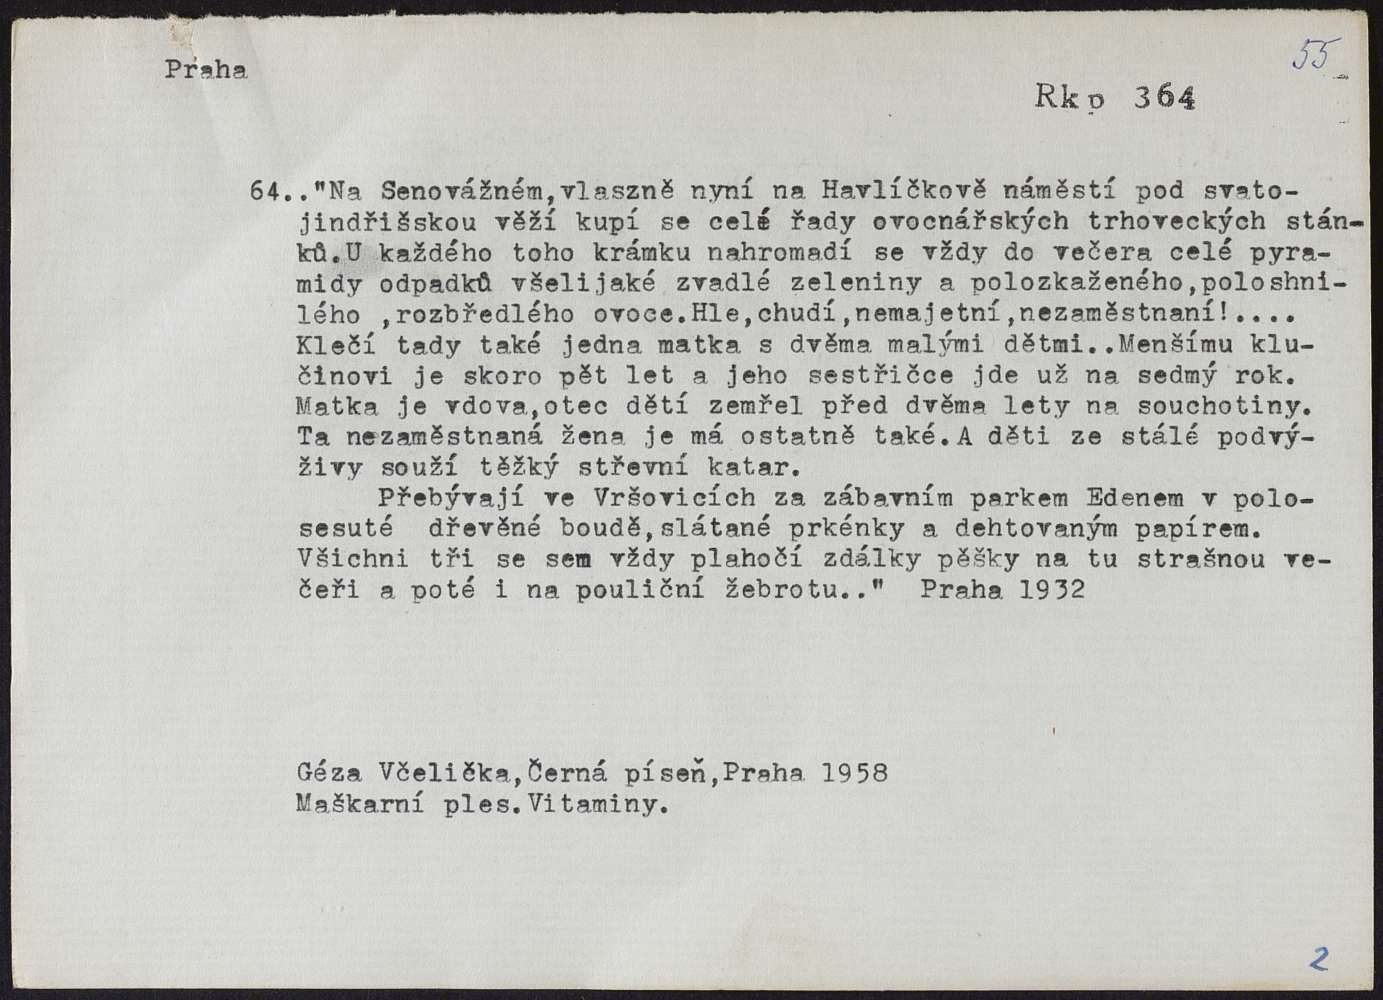 55
Praha
Rkp 364
64.."Na Senovážném,vlaszně nyní na Havlíčkově náměstí pod svato-
jindřišskou věží kupí se celé řady ovocnářských trhoveckých stán-
ků.U každého toho krámku nahromadí se vždy do večera celé pyra-
midy odpadků všelijaké zvadlé zeleniny a polozkaženého,poloshni-
lého ,rozbředlého ovoce.Hle,chudí,nemajetní,nezaměstnaní!....
Klečí tady také jedna matka s dvěma malými dětmi..Menšímu klu-
činovi je skoro pět let a jeho sestřičce jde už na sedmý rok.
Matka je vdova,otec dětí zemřel před dvěma lety na souchotiny.
Ta nezaměstnaná žena je má ostatně také.A děti ze stálé podvý-
živy souží těžký střevní katar.
Přebývají ve Vršovicích za zábavním parkem Edenem v polo-
sesuté dřevěné boudě,slátané prkénky a dehtovaným papírem.
Všichni tři se sem vždy plahočí zdálky pěšky na tu strašnou ve-
čeři a poté i na pouliční žebrotu.." Praha 1932
Géza Včelička,Černá píseň,Praha 1958
Maškarní ples.Vitaminy.
2